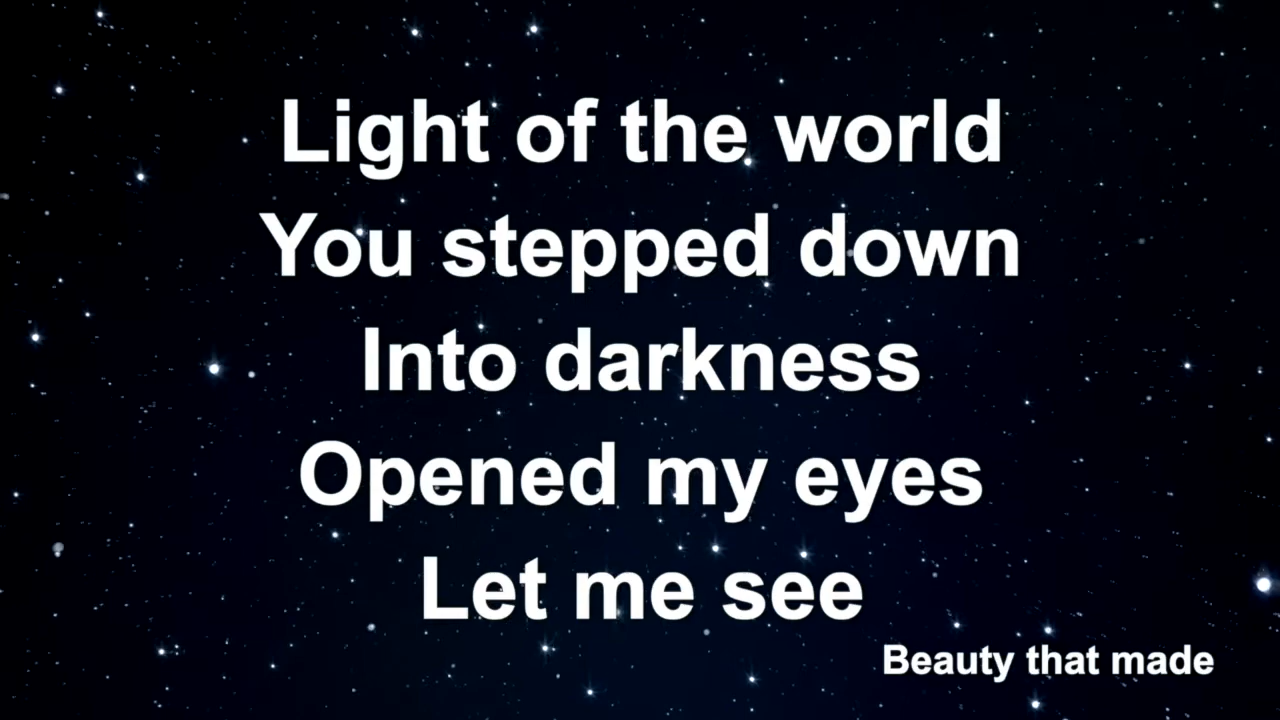 Light of the world
You stepped down
Into darkness
Opened my eyes
Let me see
Beauty that made